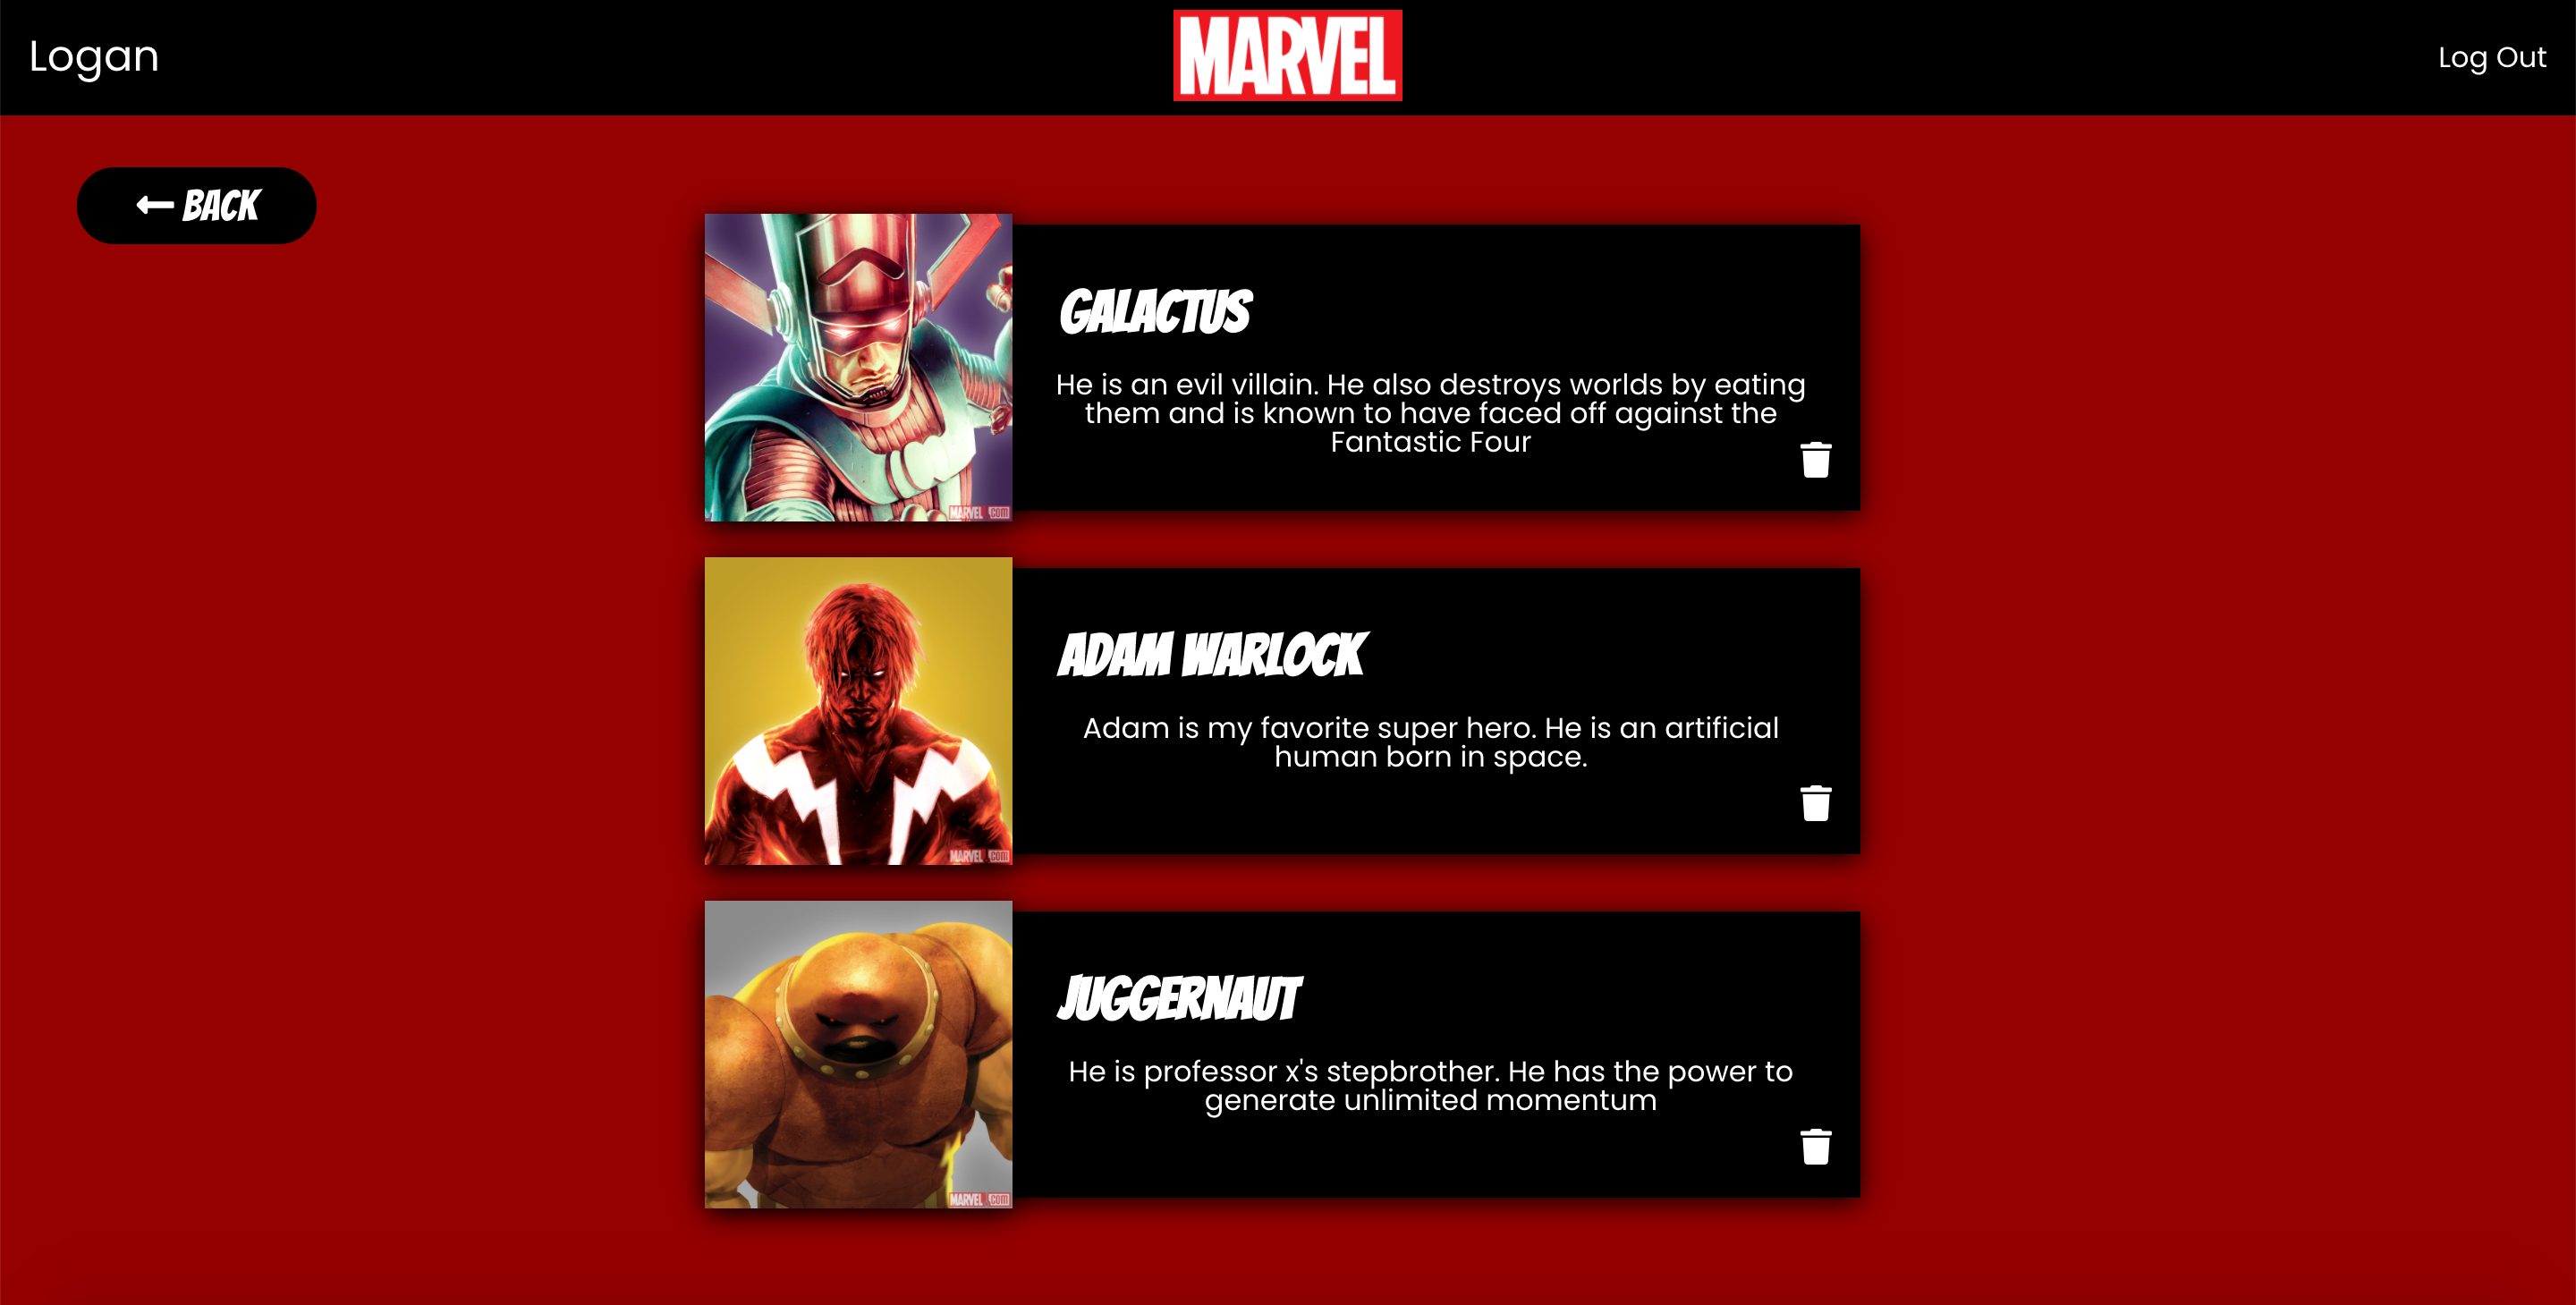 Logan
MARVEL
Log Out
BACK
GALACTUS
He is an evil villain. He also destroys worlds by eating
them and is known to have faced off against the
Fantastic Four
MARVEL.com
ADAM WARLOCK
Adam is my favorite super hero. He is an artificial
human born in space.
MARVEL.com
JUGGERNAUT
He is professor x's stepbrother. He has the power to
generate unlimited momentum
MARVEL.com